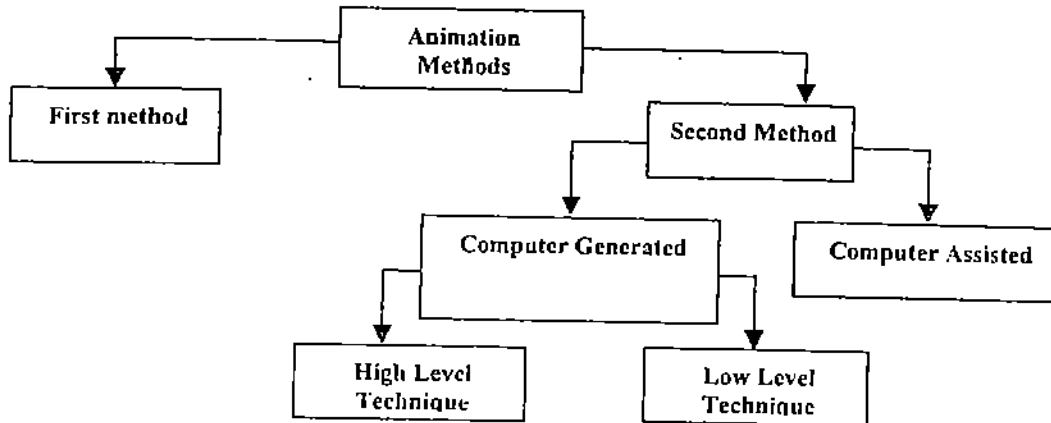 Animation
Methods
First method
Second Method
Computer Generated
Computer Assisted
High Level
Technique
Low Level
Technique